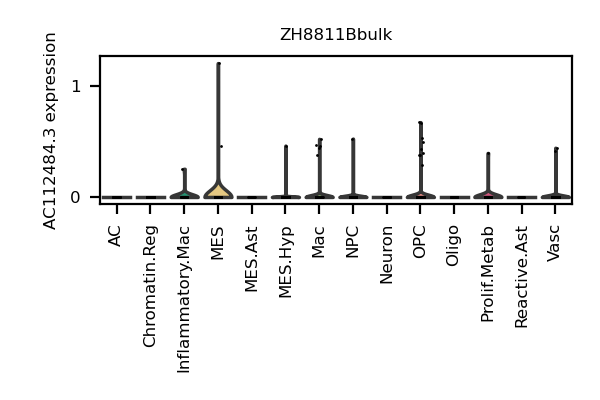 ZH8811Bbulk
AC112484.3 expression
1
0
AC
Chromatin.Reg
Inflammatory.Mac
MES
MES.Ast
MES.Hyp
Mac
NPC
Neuron
OPC
Oligo
Prolif.Metab
Reactive.Ast
Vasc